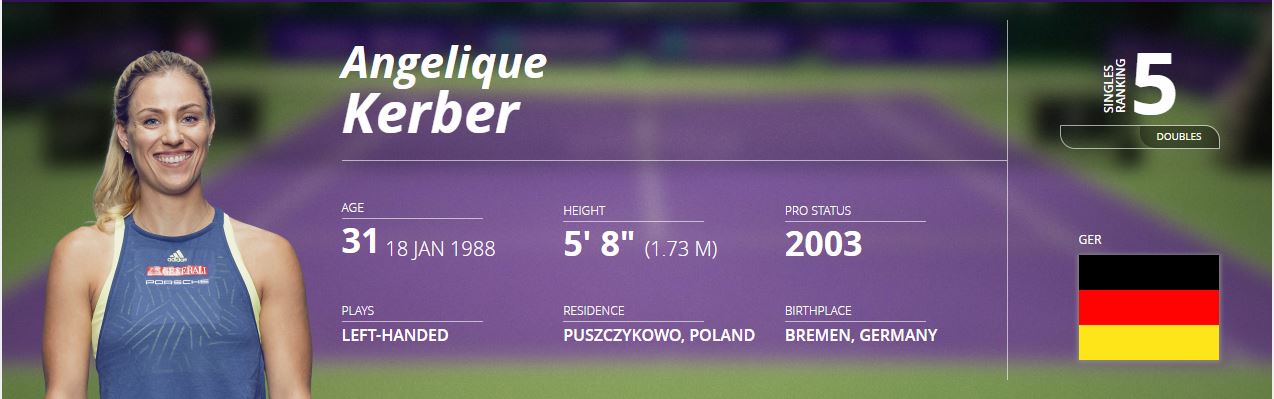 Angelique
Kerber
SINGLES
RANKING
5
DOUBLES
AGE
31 18 JAN 1988
HEIGHT
5' 8" (1.73 M)
PRO STATUS
2003
GER
PLAYS
LEFT-HANDED
RESIDENCE
PUSZCZYKOWO, POLAND
BIRTHPLACE
BREMEN, GERMANY
adidas
GENERALI
PORSCHE